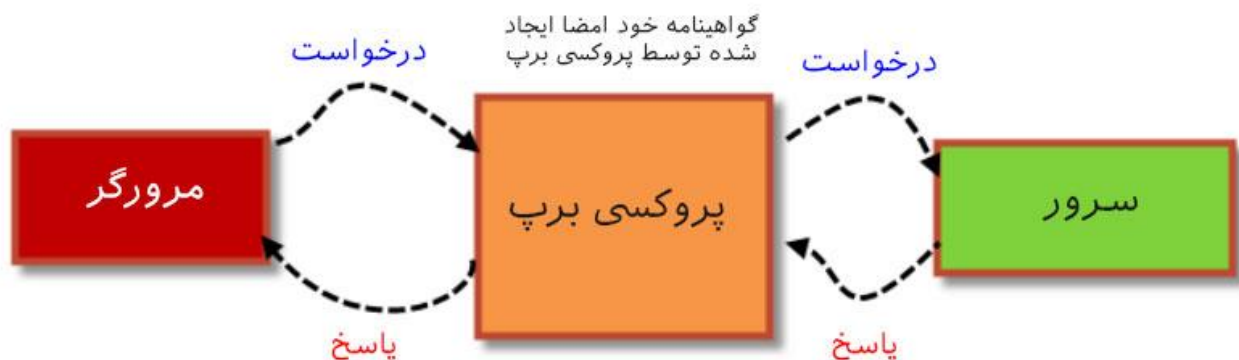 گواهینامه خود امضا ایجاد
شده توسط پروکسی برپ
درخواست
درخواست
مرورگر
پروکسی برپ
سرور
پاسخ
پاسخ